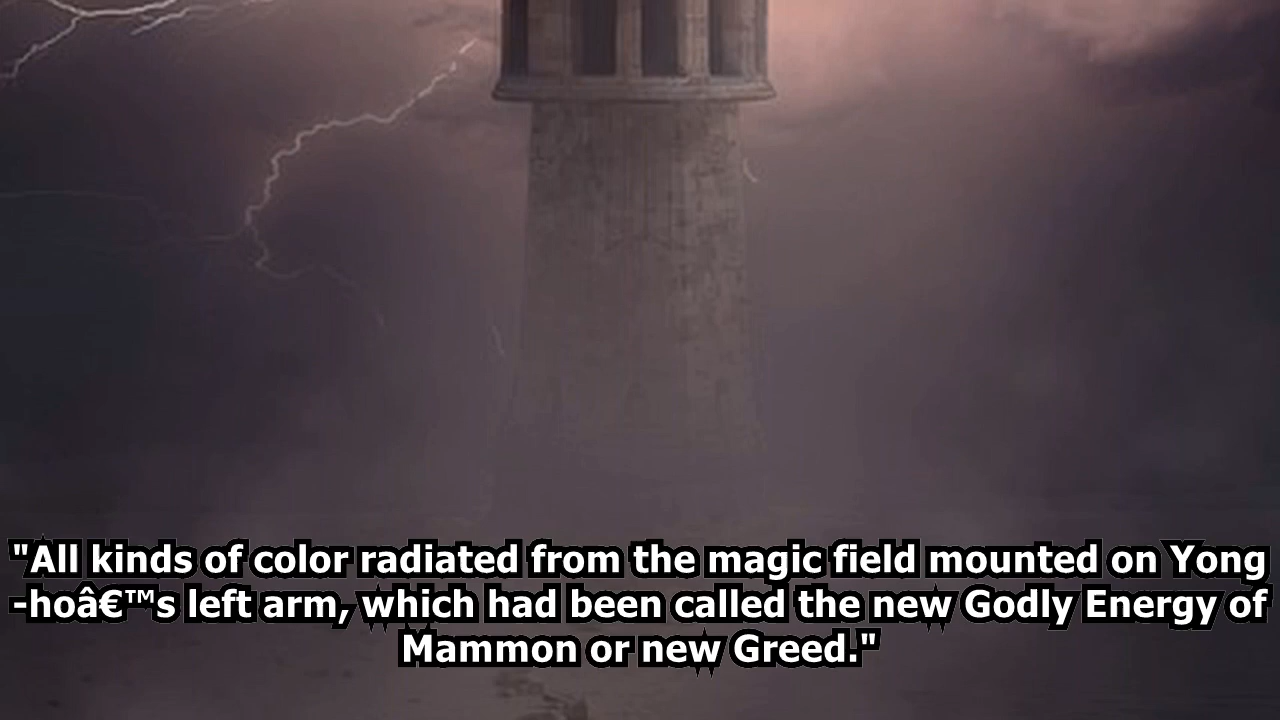 "All kinds of color radiated from the magic field mounted on Yong
-hoâ€™s left arm, which had been called the new Godly Energy of
Mammon or new Greed."